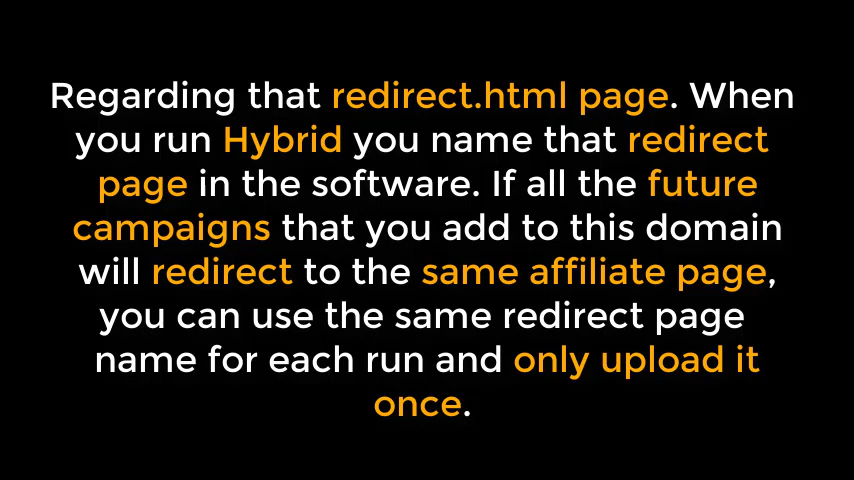 Regarding that redirect.html page. When
you run Hybrid you name that redirect
page in the software. If all the future
campaigns that you add to this domain
will redirect to the same affiliate page,
you can use the same redirect page
name for each run and only upload it
once.